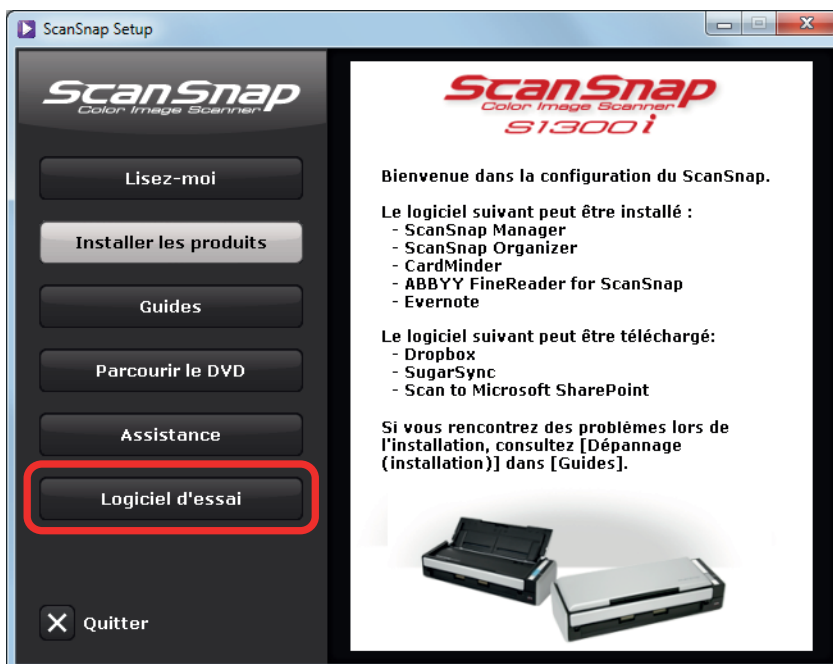 ScanSnap Setup
ScanSnap
Color Image Scanner
Lisez-moi
Installer les produits
Guides
Parcourir le DVD
Assistance
Logiciel d'essai
Quitter
ScanSnap
Color Image Scanner
S1300i
Bienvenue dans la configuration du ScanSnap.
Le logiciel suivant peut être installé :
- ScanSnap Manager
- ScanSnap Organizer
- CardMinder
- ABBYY FineReader for ScanSnap
- Evernote
Le logiciel suivant peut être téléchargé:
- Dropbox
- SugarSync
- Scan to Microsoft SharePoint
Si vous rencontrez des problèmes lors de
l'installation, consultez [Dépannage
(installation)] dans [Guides].